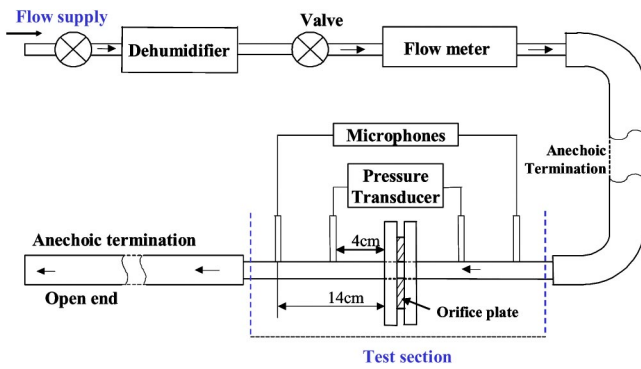 Flow supply
Valve
Dehumidifier
Flow meter
Microphones
Anechoic
Termination
Pressure
Transducer
Anechoic termination
4cm
Open end
14cm
Orifice plate
Test section